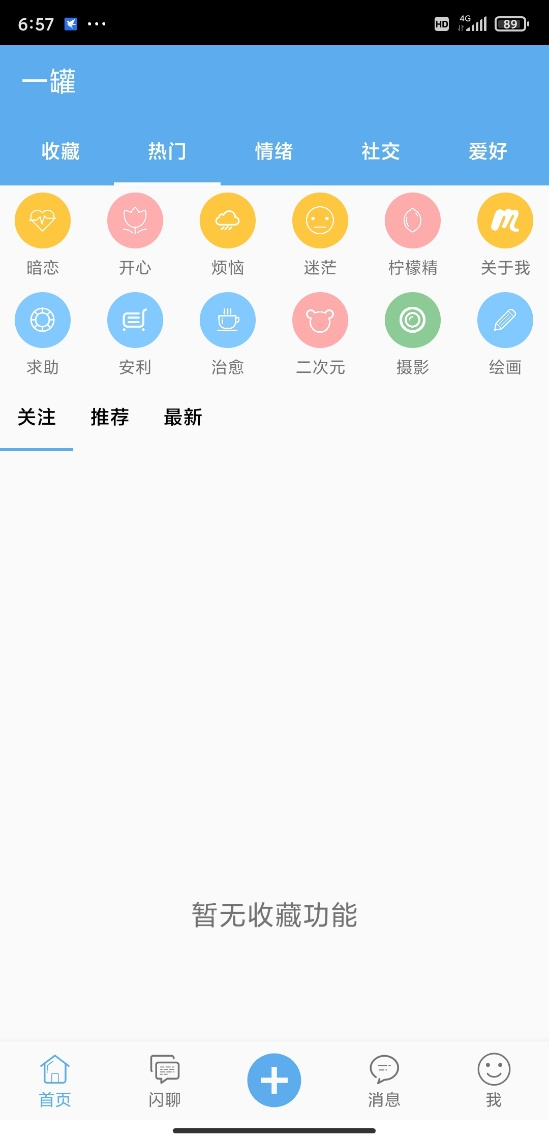 6:57 ··· HD 4G 89
一罐
收藏 热门 情绪 社交 爱好
暗恋 开心 烦恼 迷茫 柠檬精 关于我
求助 安利 治愈 二次元 摄影 绘画
关注 推荐 最新
暂无收藏功能
首页 闪聊 消息 我